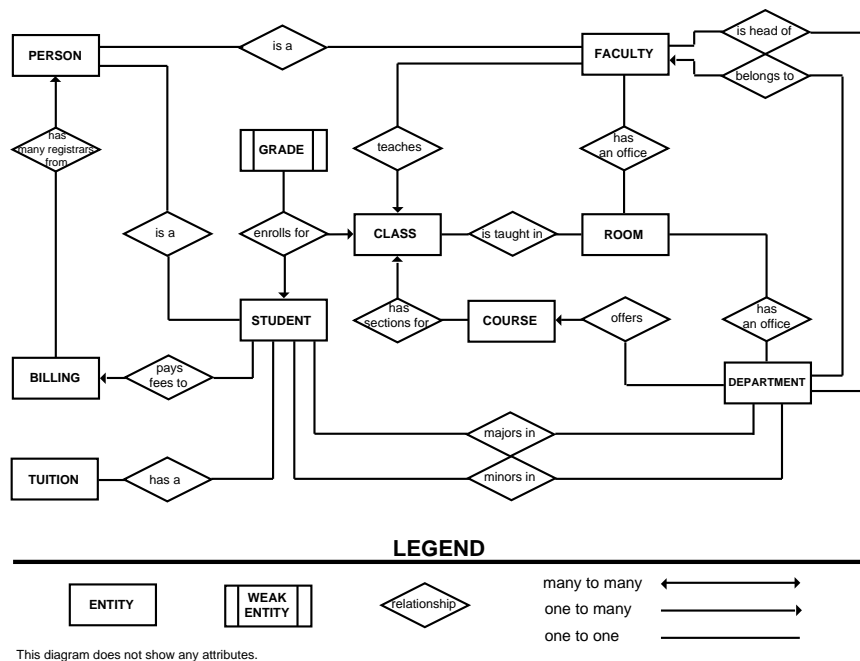 is a
is head of
PERSON
FACULTY
belongs to
has
many registrars
from
GRADE
teaches
has
an office
is a
enrolls for
CLASS
is taught in
ROOM
has
sections for
COURSE
offers
has
an office
STUDENT
BILLING
pays
fees to
DEPARTMENT
majors in
TUITION
has a
minors in
LEGEND
ENTITY
WEAK
ENTITY
relationship
many to many
one to many
one to one
This diagram does not show any attributes.